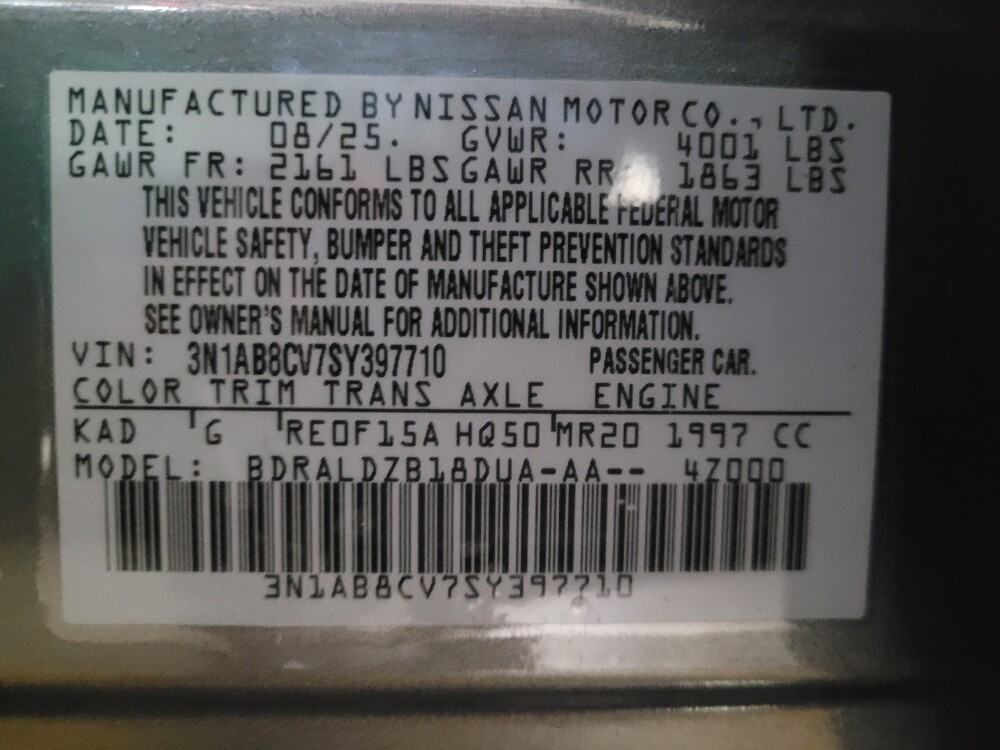 MANUFACTURED BY NISSAN MOTOR CO., LTD.
DATE: 08/25. GVWR: 4001 LBS
GAWR FR: 2161 LBS GAWR RR: 1863 LBS
THIS VEHICLE CONFORMS TO ALL APPLICABLE FEDERAL MOTOR
VEHICLE SAFETY, BUMPER AND THEFT PREVENTION STANDARDS
IN EFFECT ON THE DATE OF MANUFACTURE SHOWN ABOVE.
SEE OWNER'S MANUAL FOR ADDITIONAL INFORMATION.
VIN: 3N1AB8CV7SY397710 PASSENGER CAR.
COLOR TRIM TRANS AXLE ENGINE
KAD G RE0F15A HQ50 MR20 1997 CC
MODEL: BDRALDZB18DUA-AA-- 4Z000
3N1AB8CV7SY397710